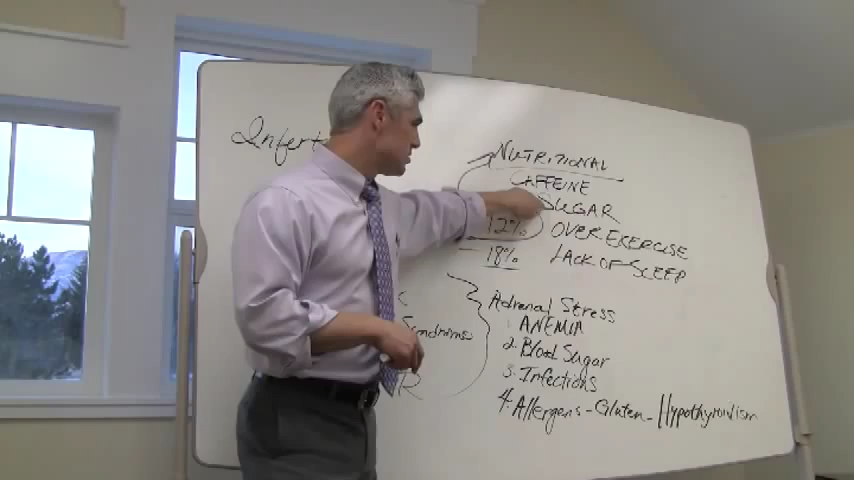 Infert
NUTRITIONAL
CAFFEINE
SUGAR
12% OVER EXERCISE
- 18% LACK OF SLEEP
Adrenal Stress
1. ANEMIA
Syndromes 2. Blood Sugar
3. Infections
R
4. Allergens - Gluten - Hypothyroidism